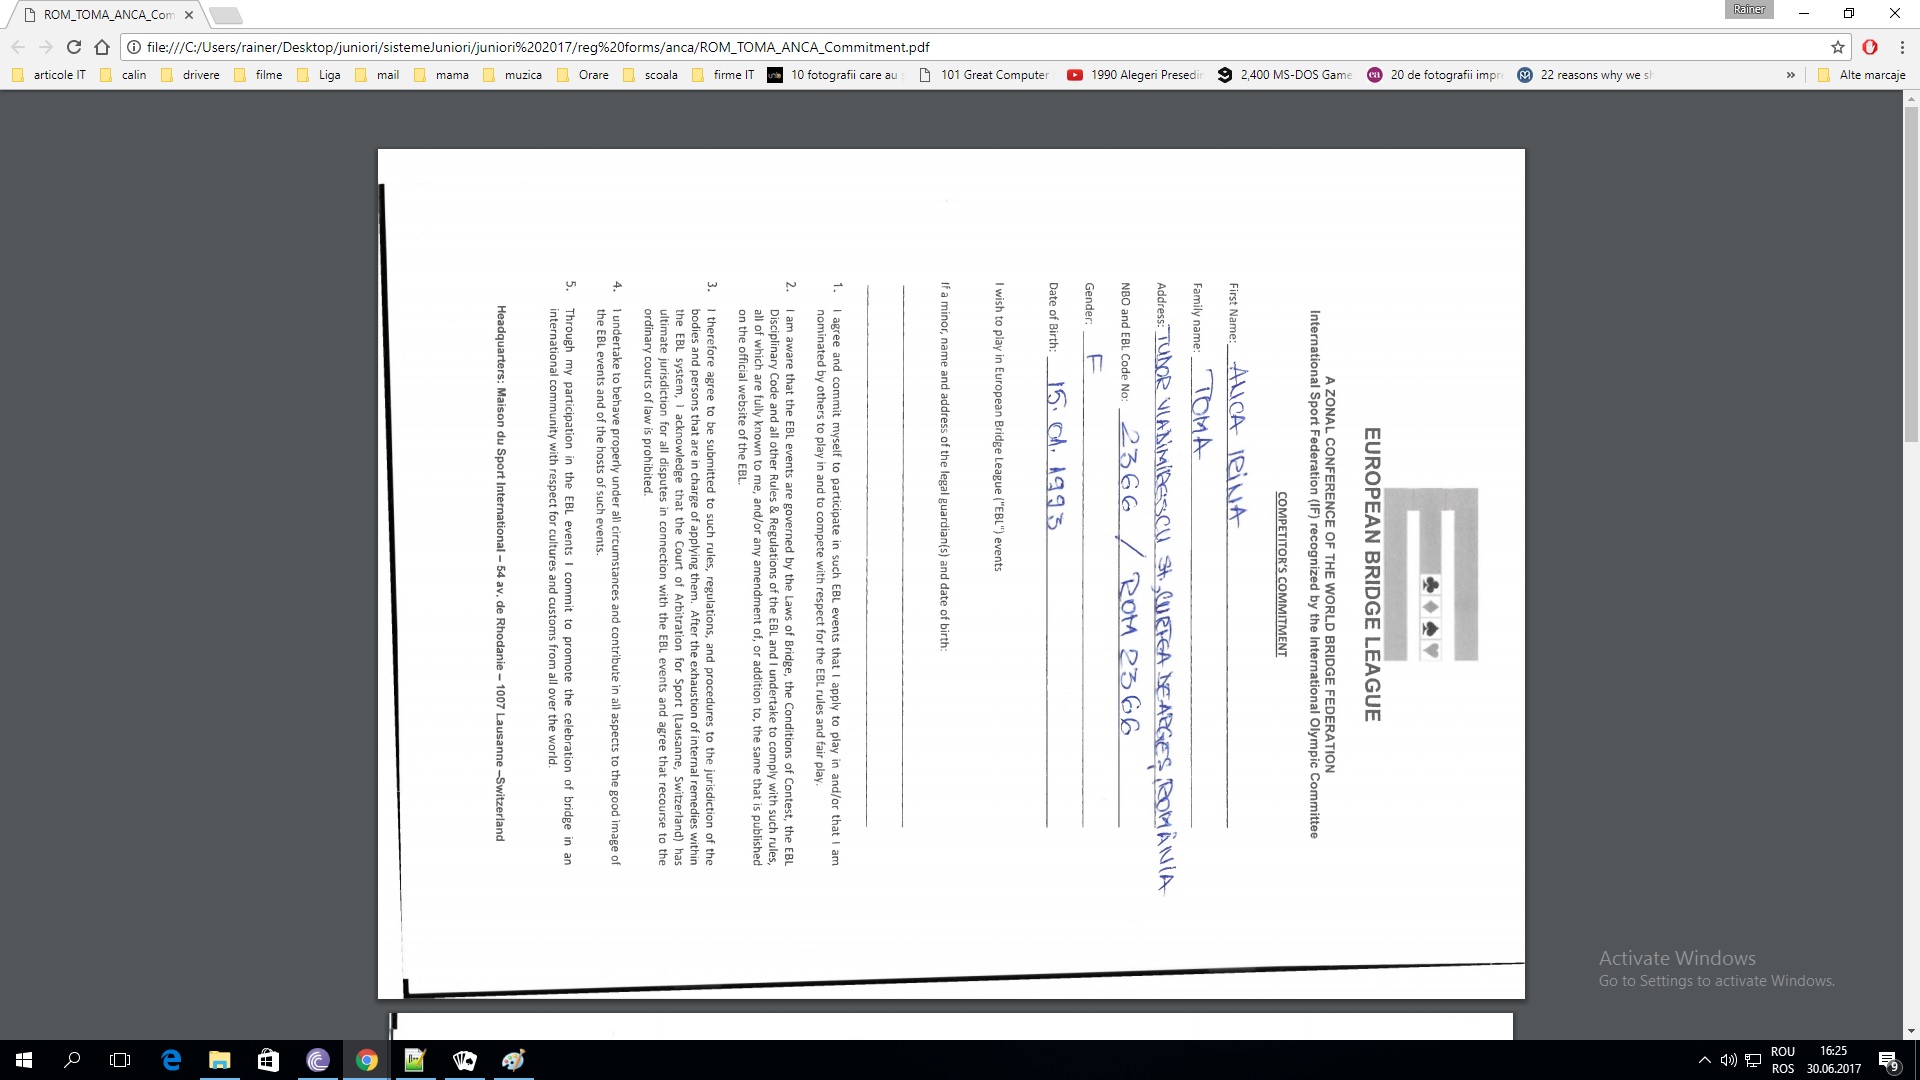 ROM_TOMA_ANCA_Com
Rainer
file:///C:/Users/rainer/Desktop/juniori/sistemeJuniori/juniori%202017/reg%20forms/anca/ROM_TOMA_ANCA_Commitment.pdf
articole IT calin drivere filme Liga mail mama muzica Orare scoala firme IT 10 fotografii care au 101 Great Computer 1990 Alegeri Presedin 2,400 MS-DOS Game 20 de fotografii impre 22 reasons why we sh » Alte marcaje
EUROPEAN BRIDGE LEAGUE
A ZONAL CONFERENCE OF THE WORLD BRIDGE FEDERATION
International Sport Federation (IF) recognized by the International Olympic Committee
COMPETITOR'S COMMITMENT
First Name: ANCA IRINA
Family name: TOMA
Address: TUDOR VLADIMIRESCU St., CURTEA DE ARGEȘ, ROMÂNIA
NBO and EBL Code No: 2366 / ROM 2366
Gender: F
Date of Birth: 15.01.1993
I wish to play in European Bridge League ("EBL") events
If a minor, name and address of the legal guardian(s) and date of birth:
1. I agree and commit myself to participate in such EBL events that I apply to play in and/or that I am
nominated by others to play in and to compete with respect for the EBL rules and fair play.
2. I am aware that the EBL events are governed by the Laws of Bridge, the Conditions of Contest, the EBL
Disciplinary Code and all other Rules & Regulations of the EBL and I undertake to comply with such rules,
all of which are fully known to me, and/or any amendment of, or addition to, the same that is published
on the official website of the EBL.
3. I therefore agree to be submitted to such rules, regulations, and procedures to the jurisdiction of the
bodies and persons that are in charge of applying them. After the exhaustion of internal remedies within
the EBL system, I acknowledge that the Court of Arbitration for Sport (Lausanne, Switzerland) has
ultimate jurisdiction for all disputes in connection with the EBL events and agree that recourse to the
ordinary courts of law is prohibited.
4. I undertake to behave properly under all circumstances and contribute in all aspects to the good image of
the EBL events and of the hosts of such events.
5. Through my participation in the EBL events I commit to promote the celebration of bridge in an
international community with respect for cultures and customs from all over the world.
Headquarters: Maison du Sport International – 54 av. de Rhodanie – 1007 Lausanne –Switzerland
Activate Windows
Go to Settings to activate Windows.
ROU 16:25
ROS 30.06.2017
9